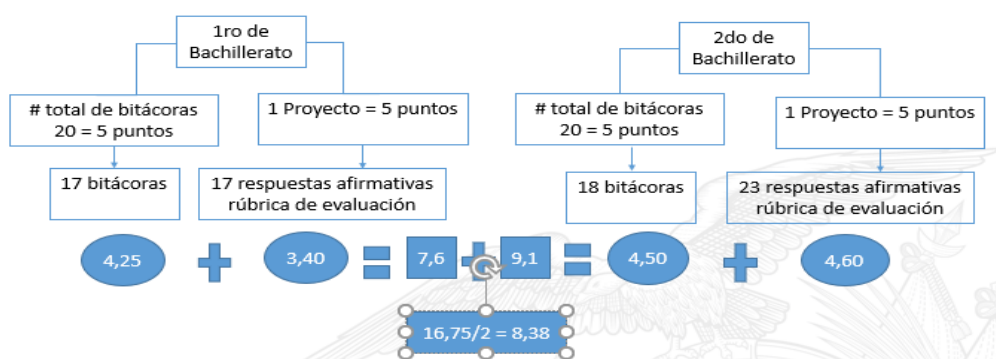 1ro de
Bachillerato
2do de
Bachillerato
# total de bitácoras
20 = 5 puntos
1 Proyecto = 5 puntos
# total de bitácoras
20 = 5 puntos
1 Proyecto = 5 puntos
17 bitácoras
17 respuestas afirmativas
rúbrica de evaluación
18 bitácoras
23 respuestas afirmativas
rúbrica de evaluación
4,25 + 3,40 = 7,6 + 9,1 = 4,50 + 4,60
16,75/2 = 8,38